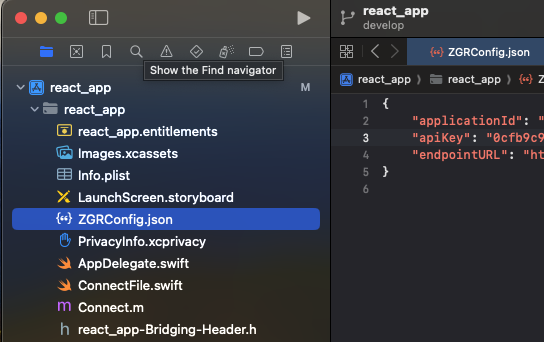 react_app
develop
ZGRConfig.json
Show the Find navigator
react_app M
react_app react_app Z
react_app
react_app.entitlements
Images.xcassets
Info.plist
LaunchScreen.storyboard
ZGRConfig.json
PrivacyInfo.xcprivacy
AppDelegate.swift
ConnectFile.swift
Connect.m
react_app-Bridging-Header.h
1 {
2 "applicationId": "
3 "apiKey": "0cfb9c9
4 "endpointURL": "ht
5 }
6